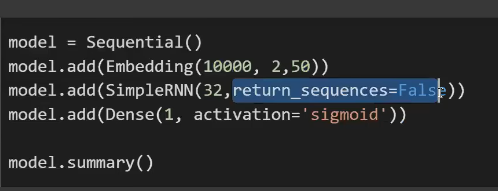 model = Sequential()
model.add(Embedding(10000, 2,50))
model.add(SimpleRNN(32,return_sequences=False))
model.add(Dense(1, activation='sigmoid'))
model.summary()